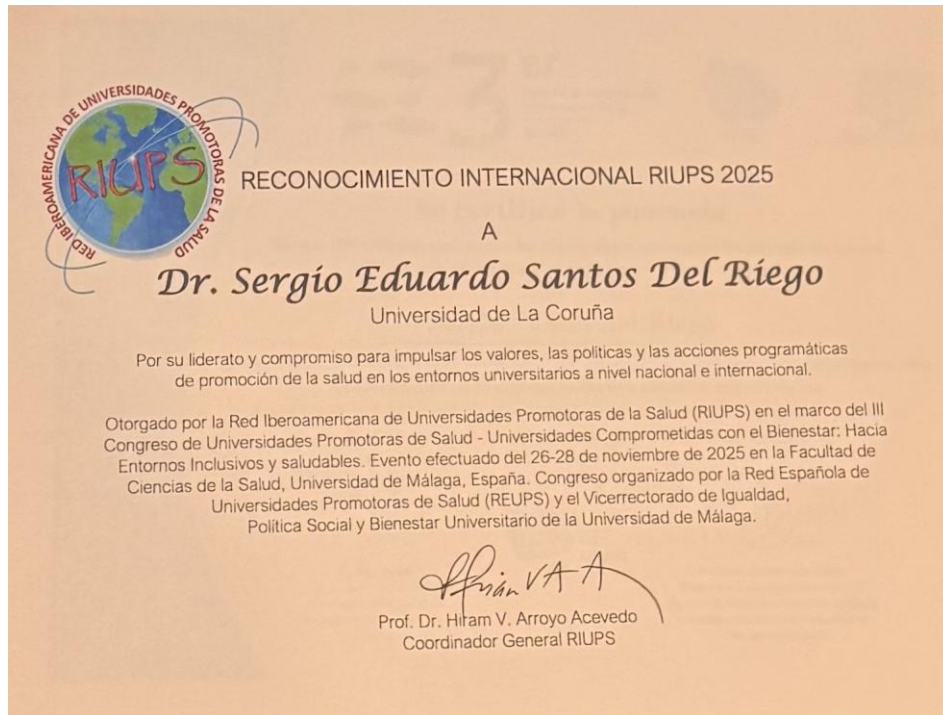 RED IBEROAMERICANA DE UNIVERSIDADES PROMOTORAS DE LA SALUD
RIUPS
RECONOCIMIENTO INTERNACIONAL RIUPS 2025
A
Dr. Sergio Eduardo Santos Del Riego
Universidad de La Coruña
Por su liderato y compromiso para impulsar los valores, las politicas y las acciones programáticas
de promoción de la salud en los entornos universitarios a nivel nacional e internacional.
Otorgado por la Red Iberoamericana de Universidades Promotoras de la Salud (RIUPS) en el marco del III
Congreso de Universidades Promotoras de Salud - Universidades Comprometidas con el Bienestar: Hacia
Entornos Inclusivos y saludables. Evento efectuado del 26-28 de noviembre de 2025 en la Facultad de
Ciencias de la Salud, Universidad de Málaga, España. Congreso organizado por la Red Española de
Universidades Promotoras de Salud (REUPS) y el Vicerrectorado de Igualdad,
Política Social y Bienestar Universitario de la Universidad de Málaga.
Prof. Dr. Hiram V. Arroyo Acevedo
Coordinador General RIUPS